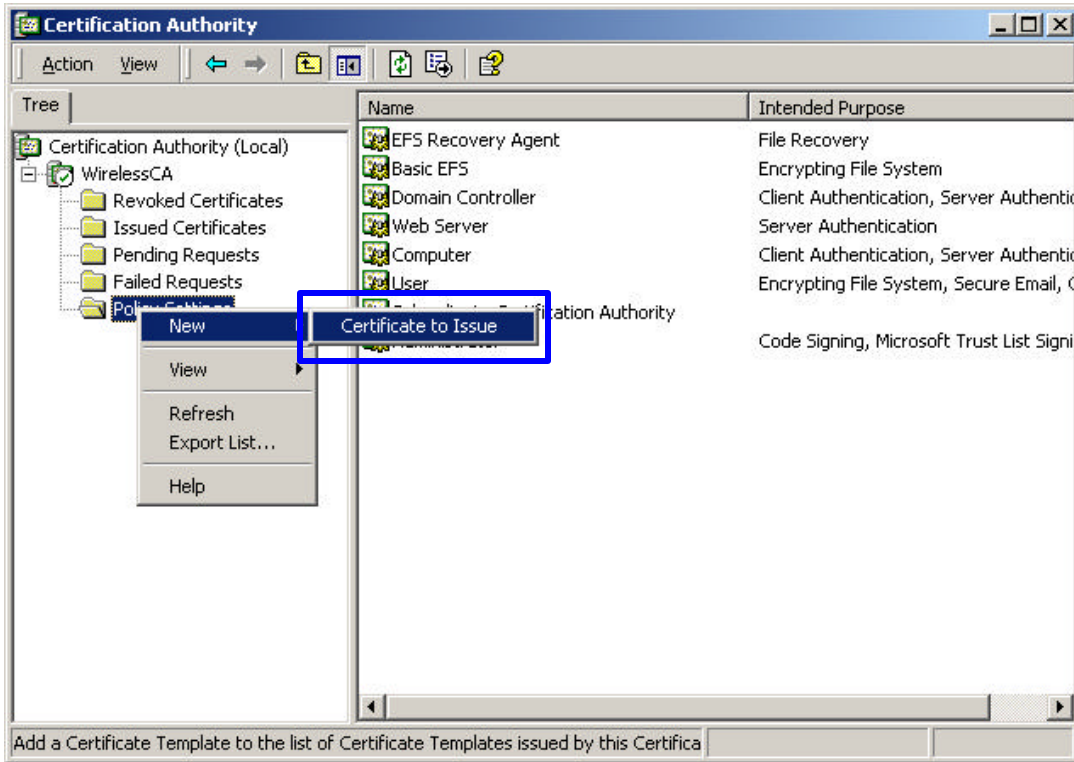 Certification Authority
Action View
Tree
Name Intended Purpose
Certification Authority (Local)
WirelessCA
Revoked Certificates
Issued Certificates
Pending Requests
Failed Requests
EFS Recovery Agent File Recovery
Basic EFS Encrypting File System
Domain Controller Client Authentication, Server Authentic
Web Server Server Authentication
Computer Client Authentication, Server Authentic
User Encrypting File System, Secure Email, C
Authority
Code Signing, Microsoft Trust List Signi
New
Certificate to Issue
View
Refresh
Export List...
Help
Add a Certificate Template to the list of Certificate Templates issued by this Certifica